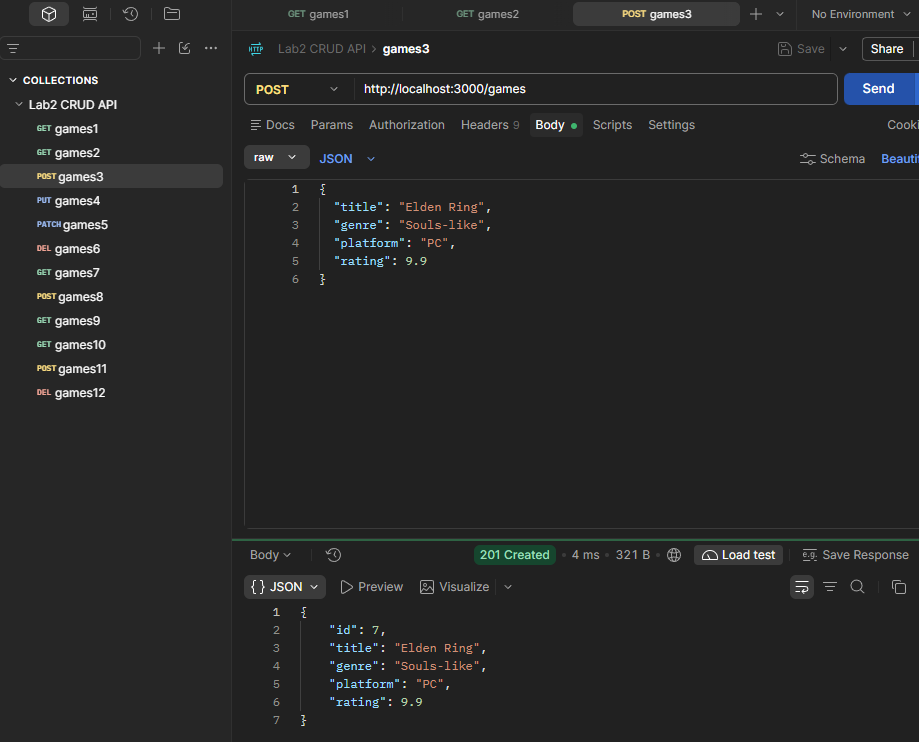 GET games1
GET games2
POST games3
No Environment
Lab2 CRUD API > games3
Save
Share
COLLECTIONS
Lab2 CRUD API
GET games1
GET games2
POST games3
PUT games4
PATCH games5
DEL games6
GET games7
POST games8
GET games9
GET games10
POST games11
DEL games12
POST http://localhost:3000/games
Send
Docs Params Authorization Headers 9 Body Scripts Settings Cooki
raw JSON Schema Beauti
1 {
2 "title": "Elden Ring",
3 "genre": "Souls-like",
4 "platform": "PC",
5 "rating": 9.9
6 }
Body 201 Created • 4 ms • 321 B Load test e.g. Save Response
{} JSON Preview Visualize
1 {
2 "id": 7,
3 "title": "Elden Ring",
4 "genre": "Souls-like",
5 "platform": "PC",
6 "rating": 9.9
7 }